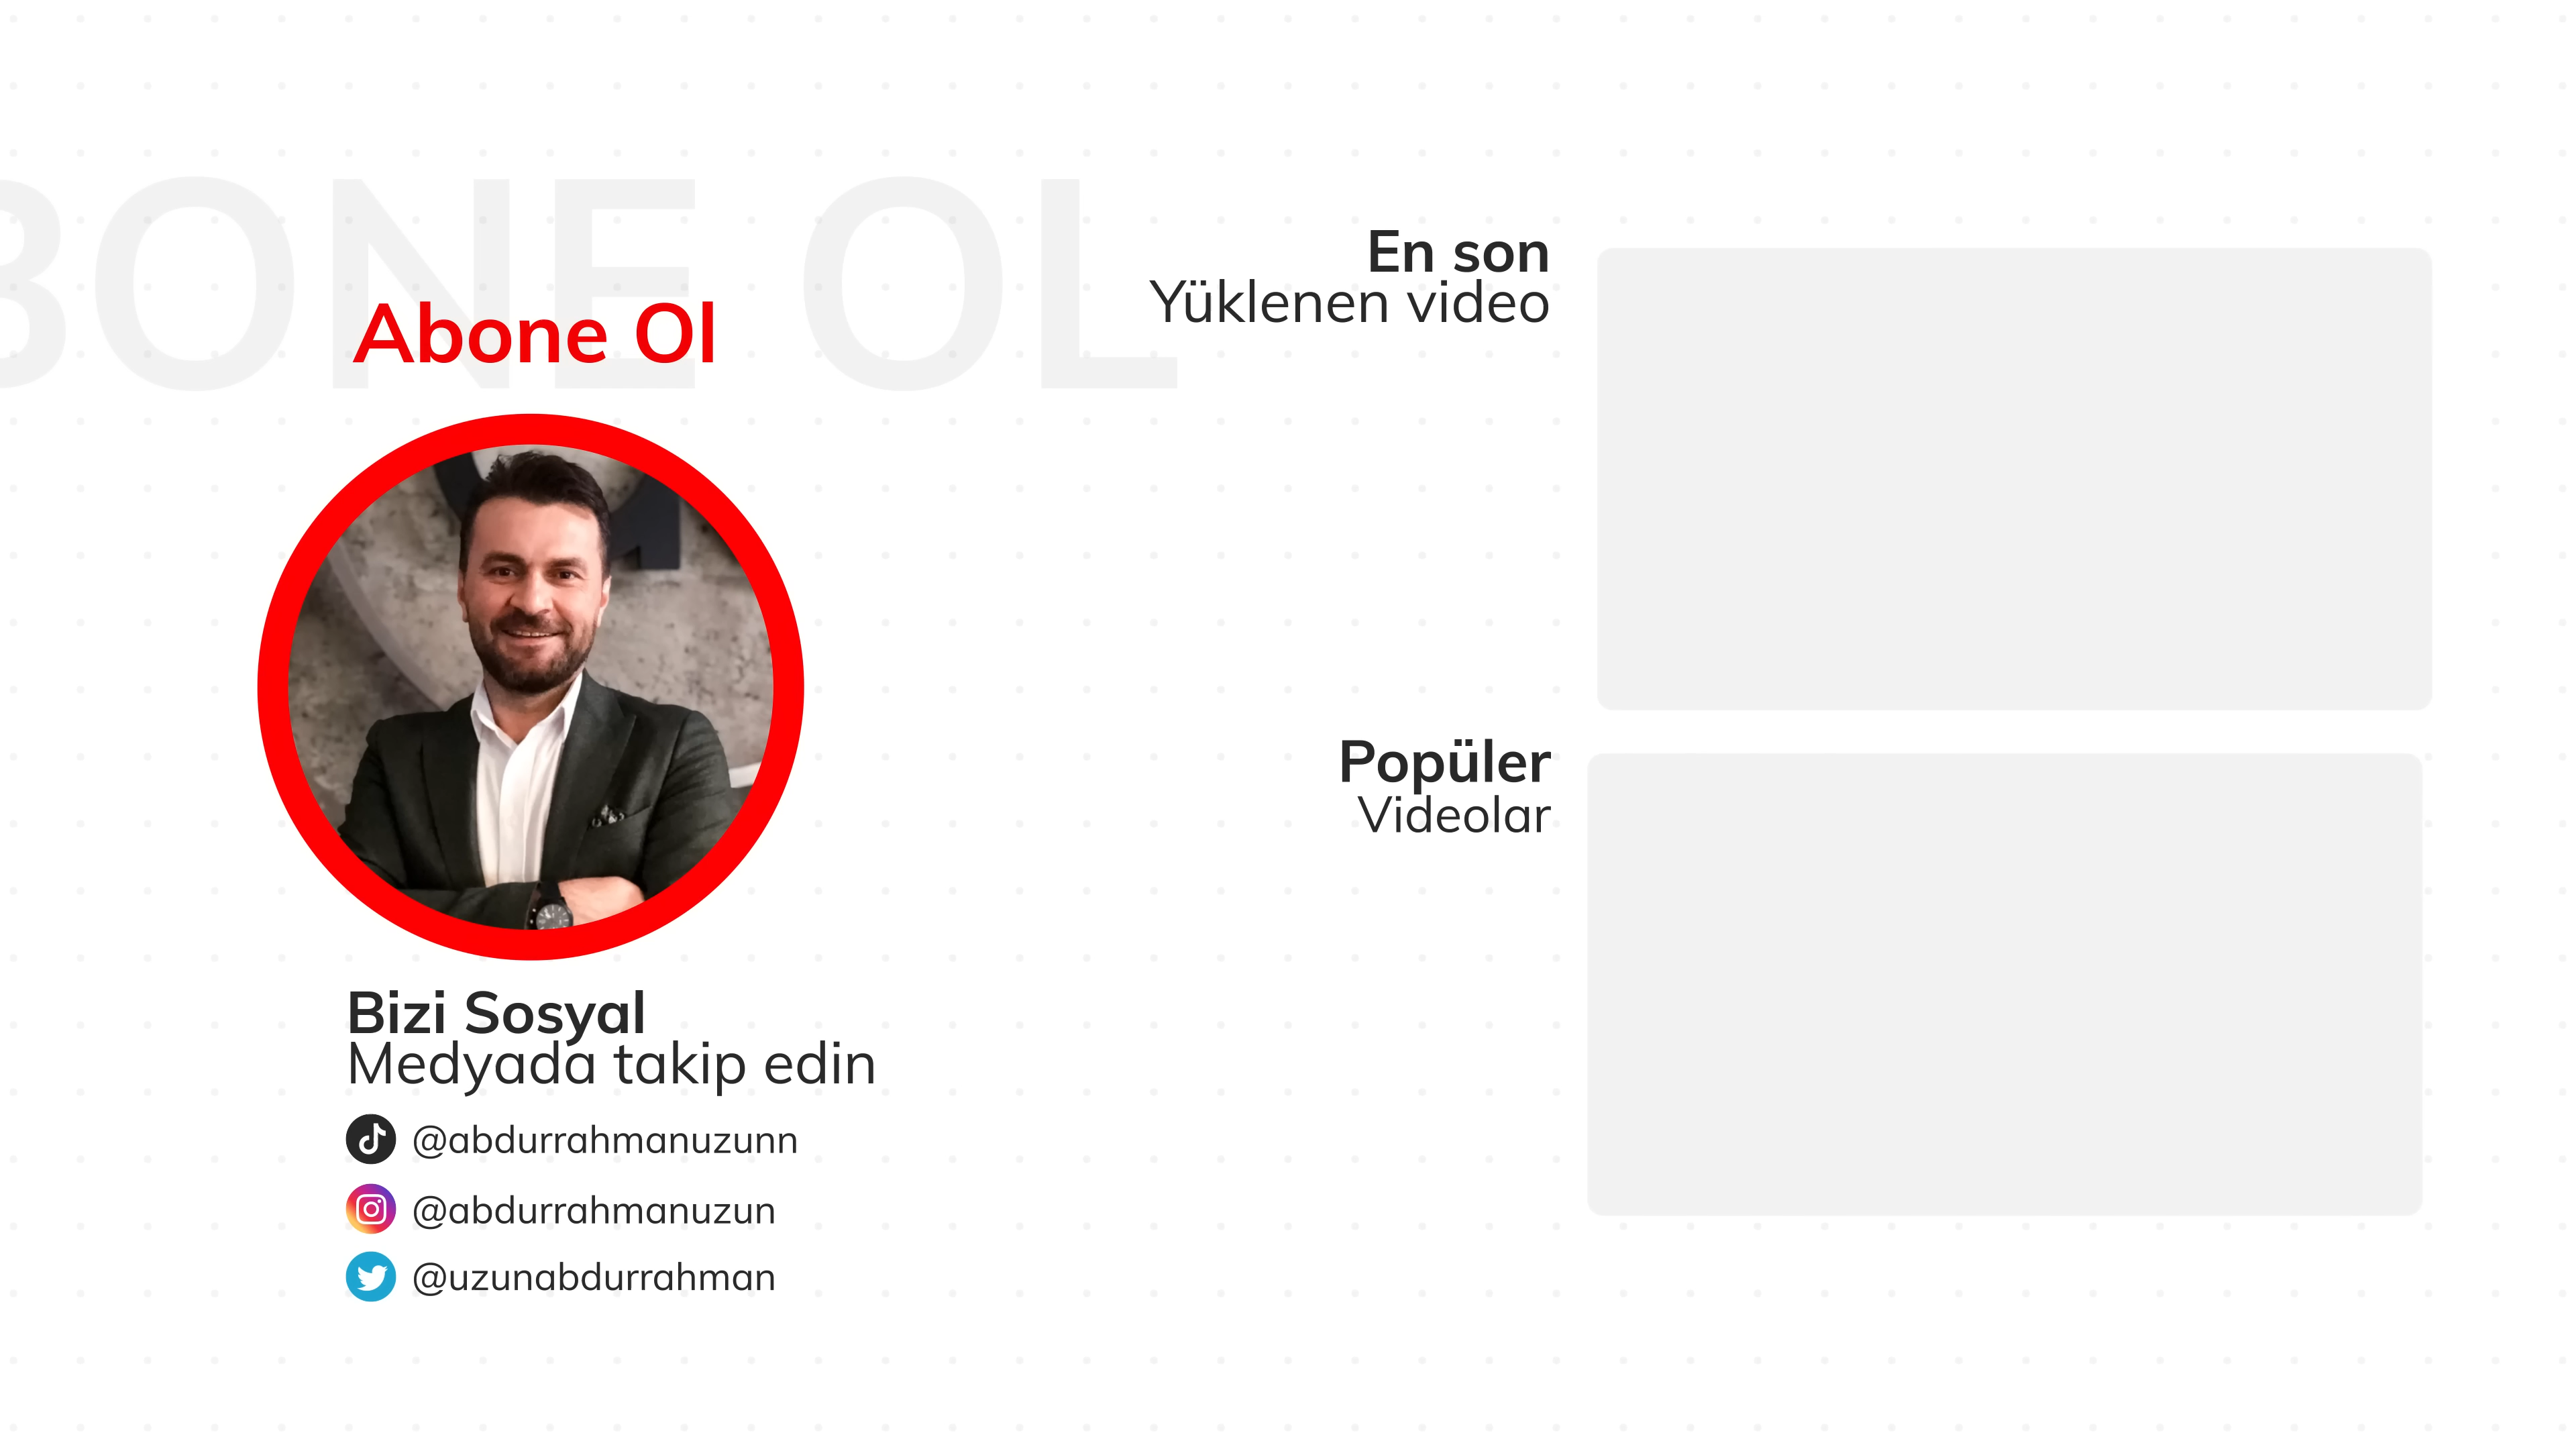 BONE OL
Abone Ol
En son
Yüklenen video
Popüler
Videolar
Bizi Sosyal
Medyada takip edin
@abdurrahmanuzunn
@abdurrahmanuzun
@uzunabdurrahman